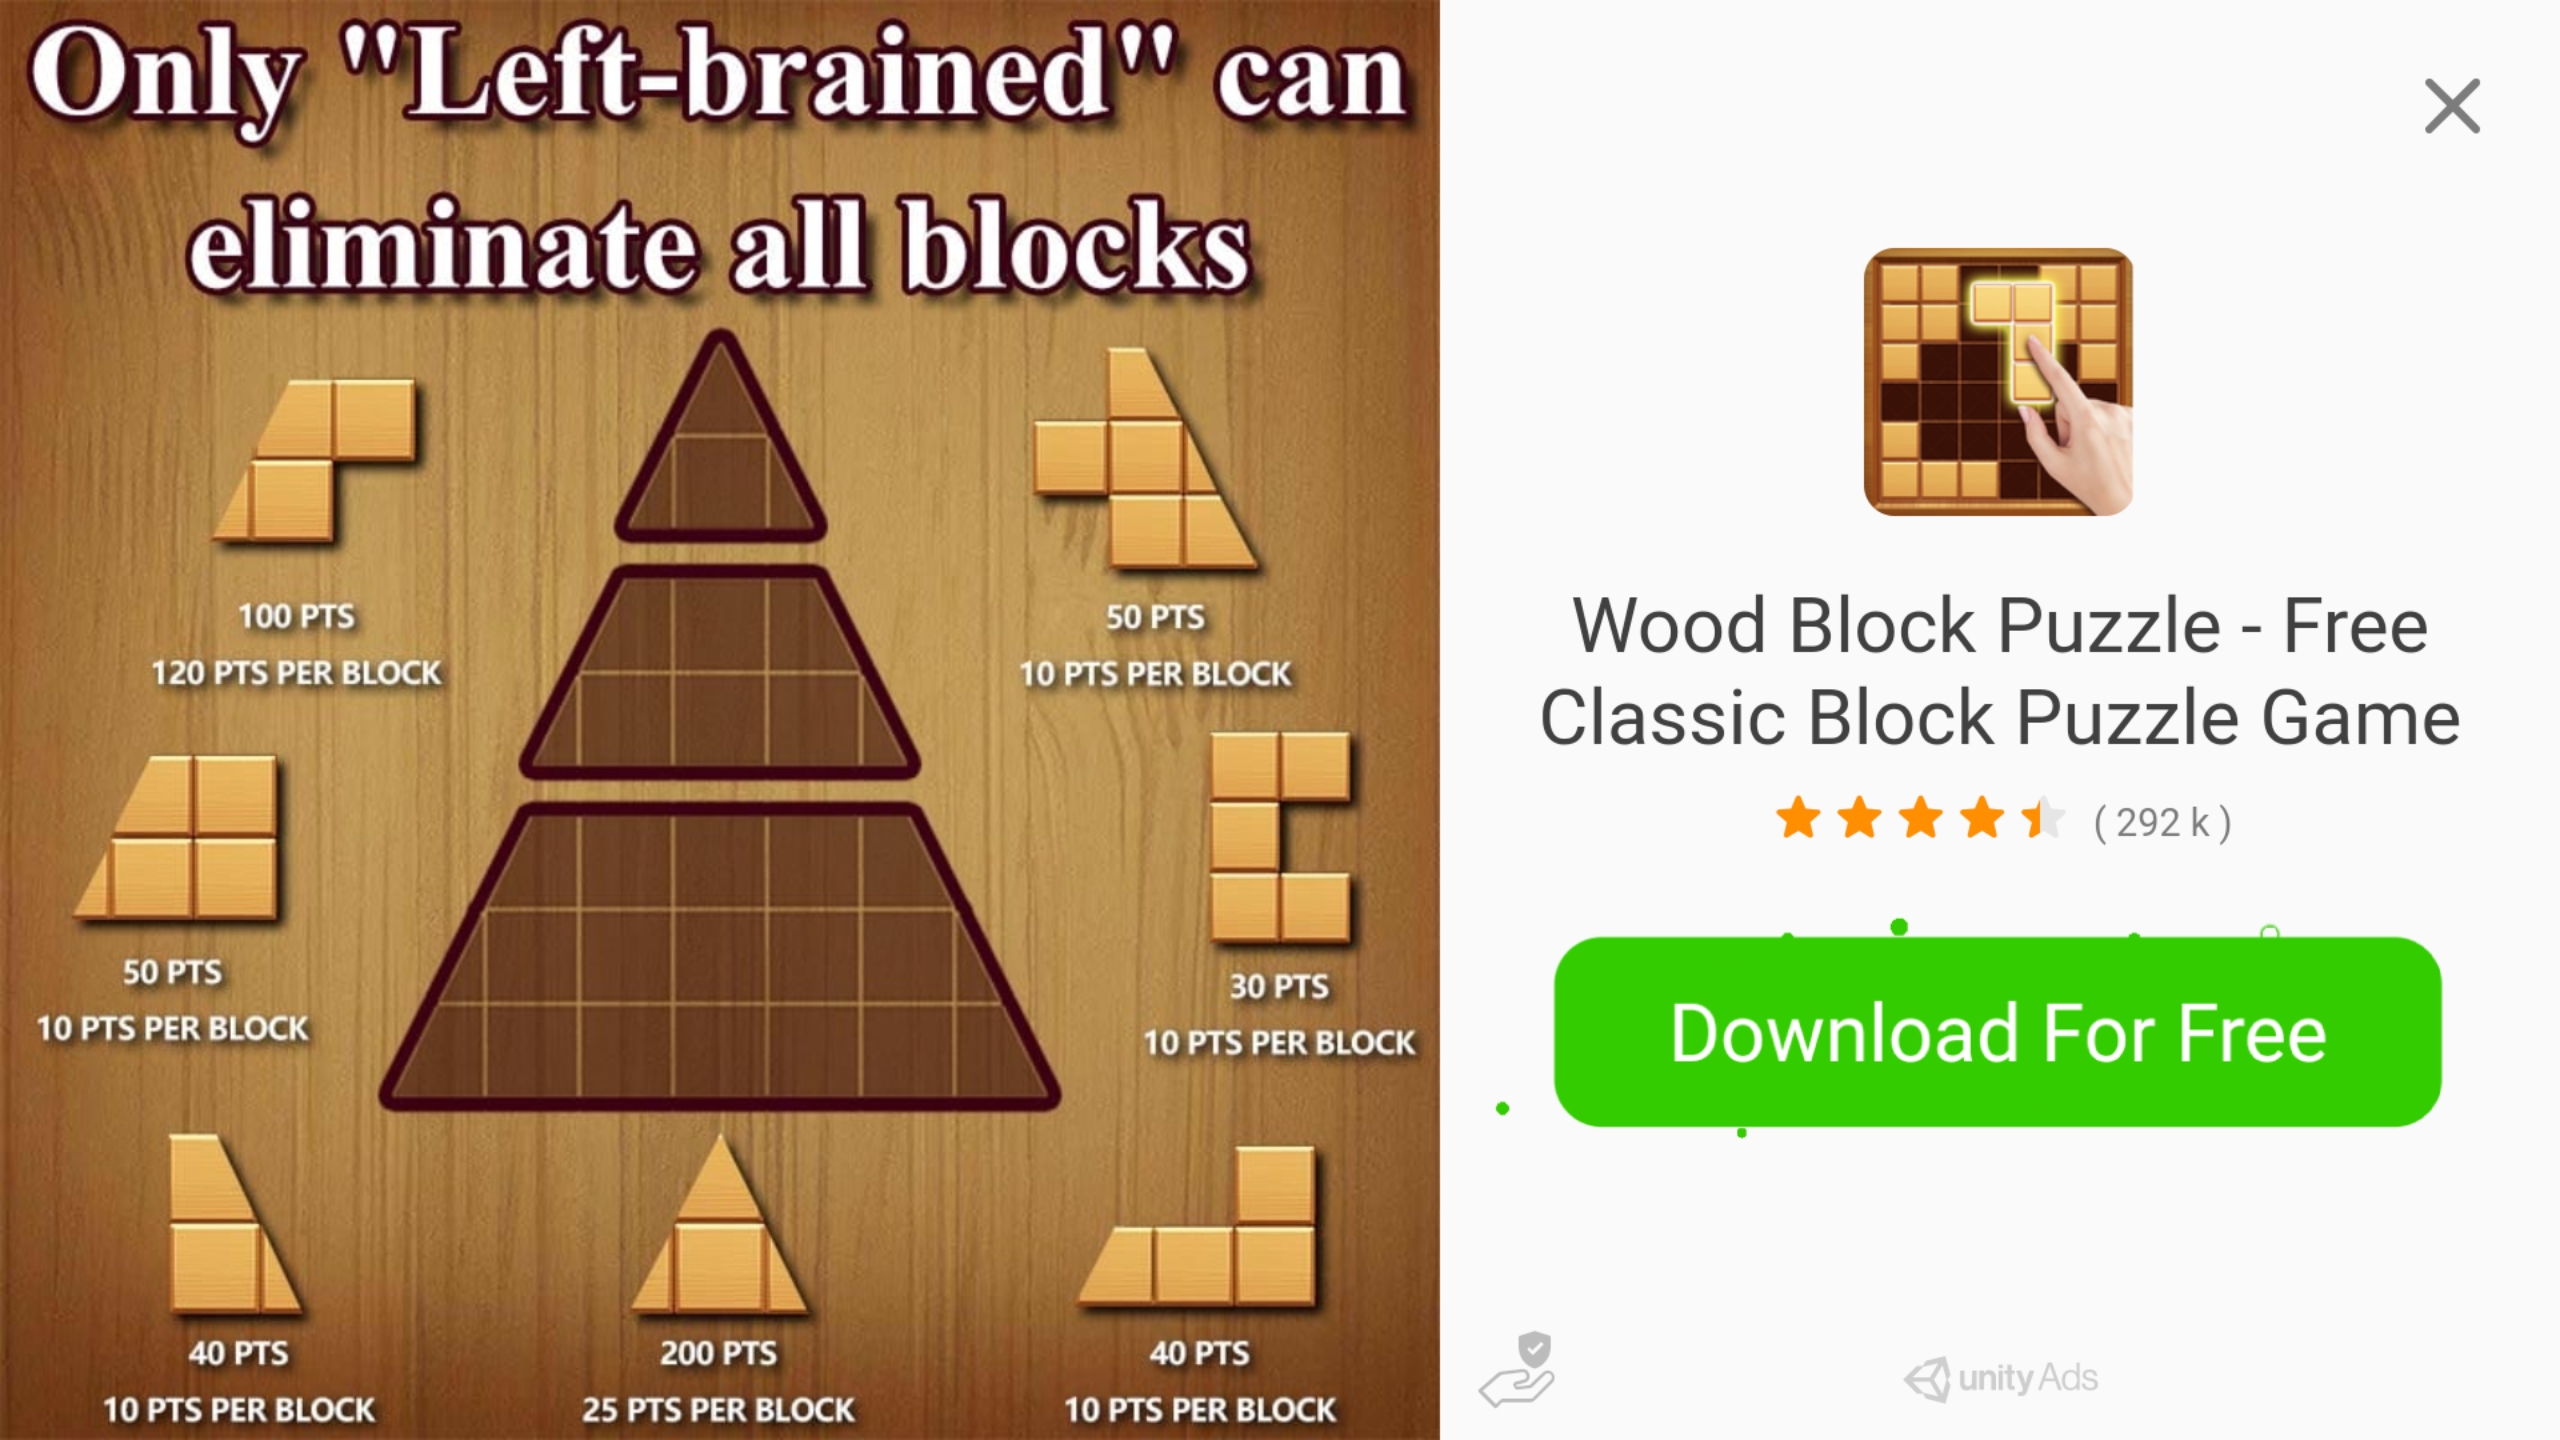 Only "Left-brained" can
eliminate all blocks
100 PTS
120 PTS PER BLOCK
50 PTS
10 PTS PER BLOCK
50 PTS
10 PTS PER BLOCK
30 PTS
10 PTS PER BLOCK
40 PTS
10 PTS PER BLOCK
200 PTS
25 PTS PER BLOCK
40 PTS
10 PTS PER BLOCK
Wood Block Puzzle - Free
Classic Block Puzzle Game
( 292 k )
Download For Free
unity Ads